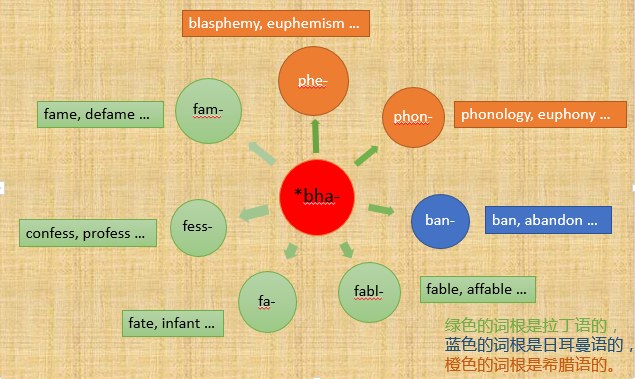 blasphemy, euphemism ...
phe-
fam-
fame, defame ...
phon-
phonology, euphony ...
*bha-
fess-
confess, profess ...
ban-
ban, abandon ...
fa-
fate, infant ...
fabl-
fable, affable ...
绿色的词根是拉丁语的，
蓝色的词根是日耳曼语的，
橙色的词根是希腊语的。